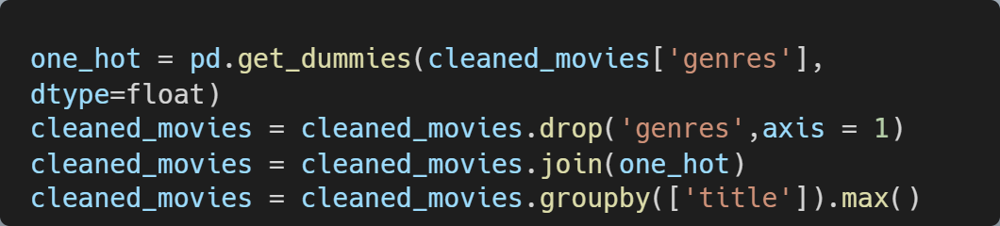 one_hot = pd.get_dummies(cleaned_movies['genres'],
dtype=float)
cleaned_movies = cleaned_movies.drop('genres',axis = 1)
cleaned_movies = cleaned_movies.join(one_hot)
cleaned_movies = cleaned_movies.groupby(['title']).max()